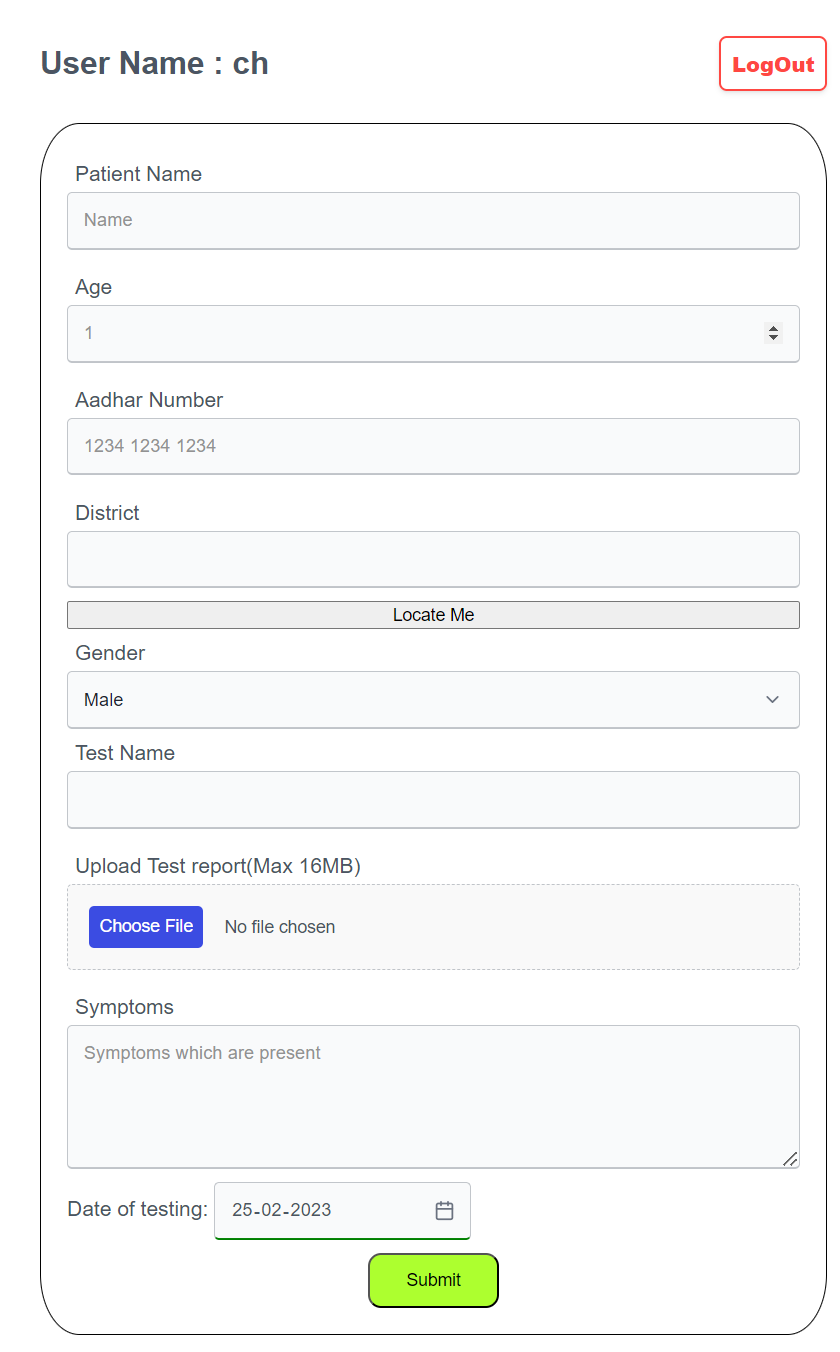 User Name : ch
LogOut
Patient Name
Name
Age
1
Aadhar Number
1234 1234 1234
District
Locate Me
Gender
Male
Test Name
Upload Test report(Max 16MB)
Choose File No file chosen
Symptoms
Symptoms which are present
Date of testing: 25-02-2023
Submit